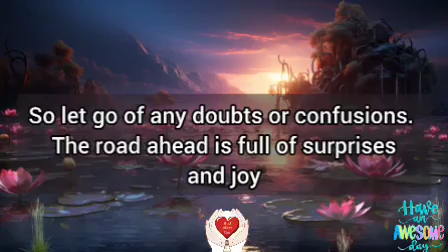 So let go of any doubts or confusions.
The road ahead is full of surprises
and joy
Have
an
AWESOME
day